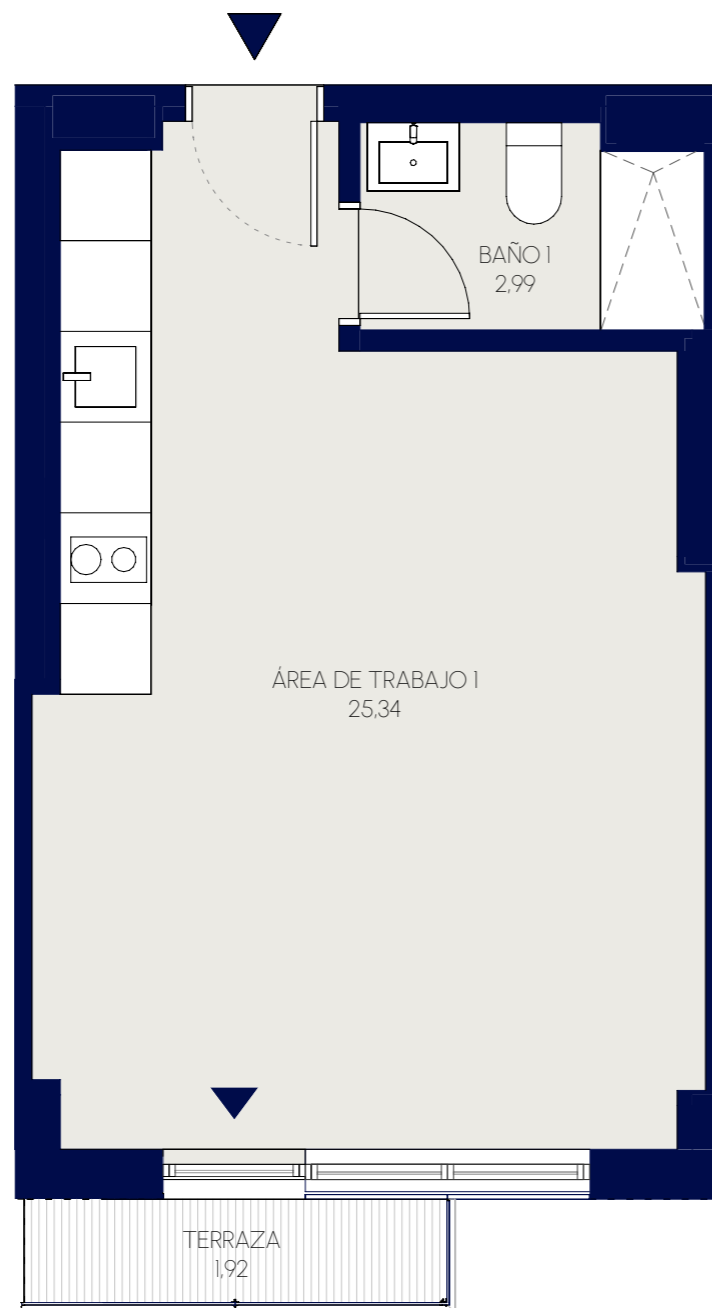 BAÑO 1
2,99
ÁREA DE TRABAJO 1
25,34
TERRAZA
1,92